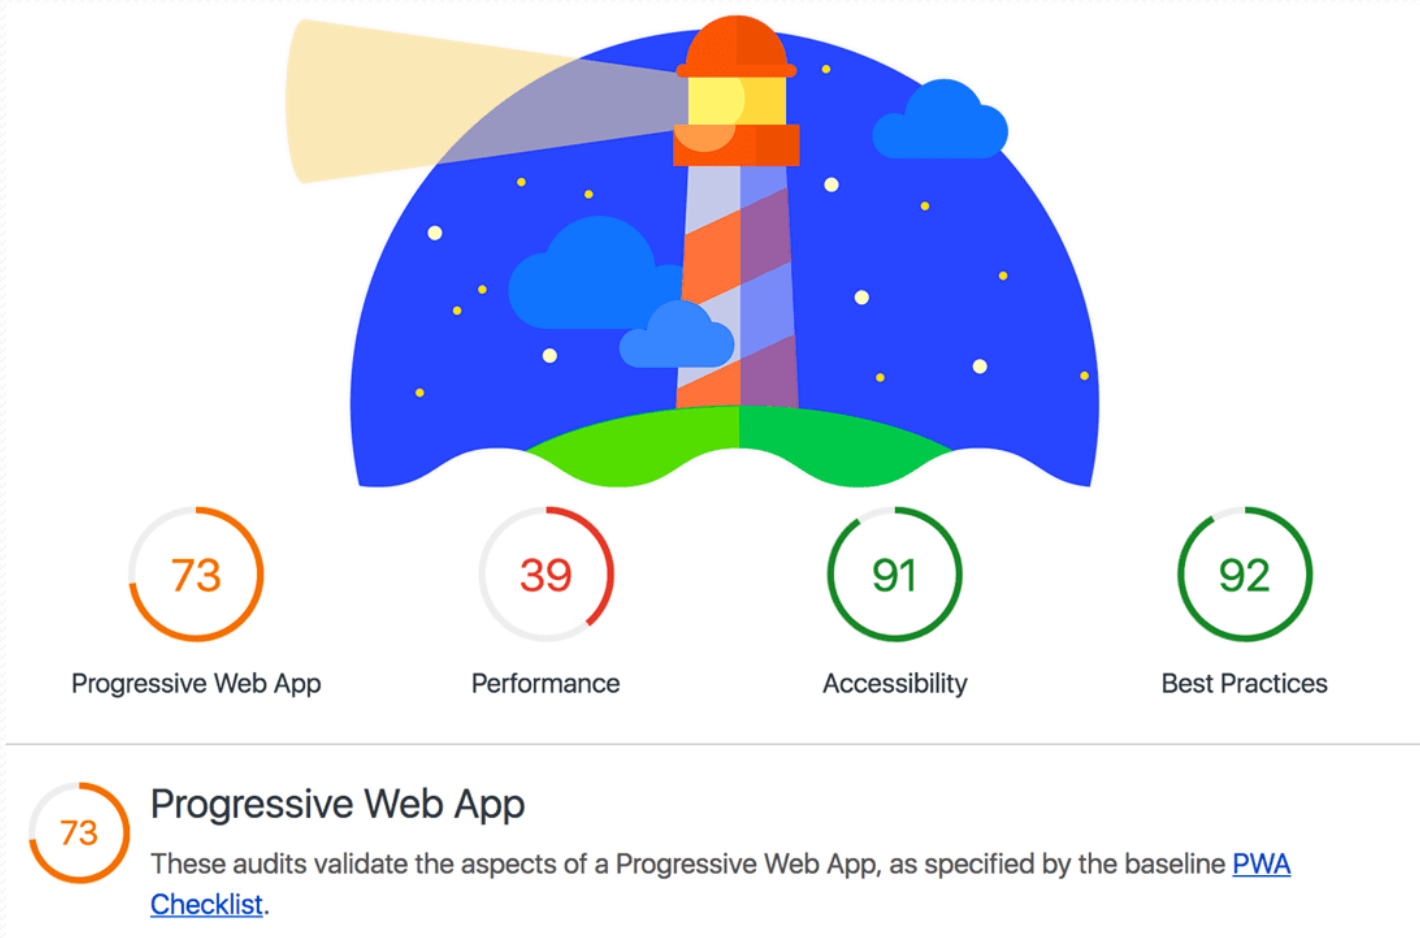 73
39
91
92
Progressive Web App
Performance
Accessibility
Best Practices
73
Progressive Web App
These audits validate the aspects of a Progressive Web App, as specified by the baseline PWA
Checklist.